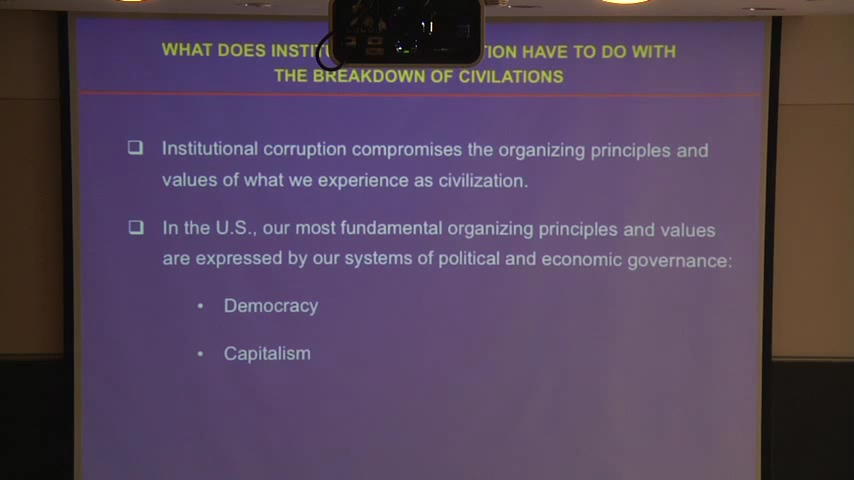 WHAT DOES INSTIT TION HAVE TO DO WITH
THE BREAKDOWN OF CIVILATIONS
❑ Institutional corruption compromises the organizing principles and
values of what we experience as civilization.
❑ In the U.S., our most fundamental organizing principles and values
are expressed by our systems of political and economic governance:
• Democracy
• Capitalism